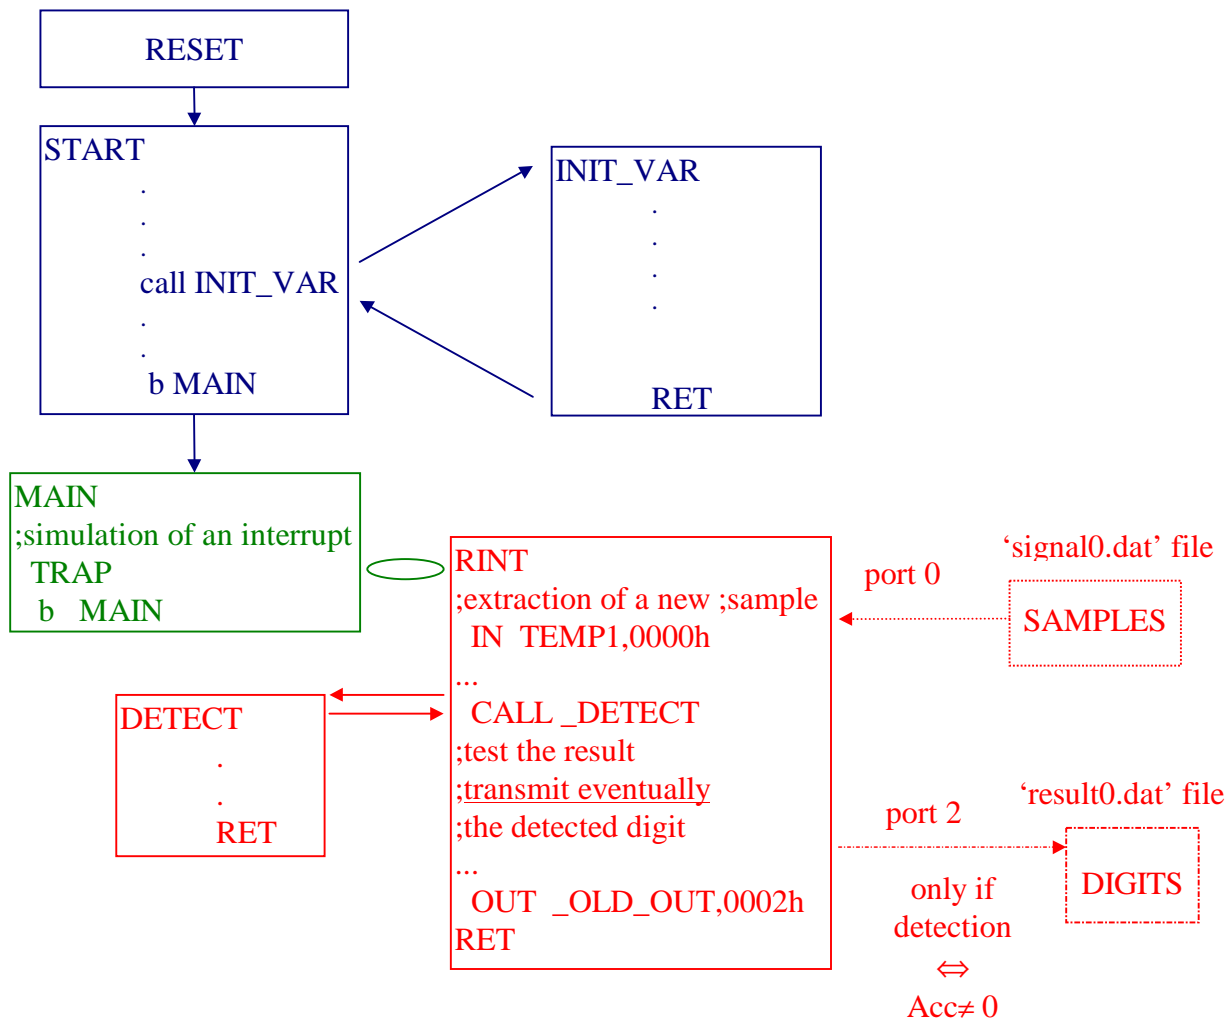 RESET
START
.
.
.
call INIT_VAR
.
.
b MAIN
INIT_VAR
.
.
.
.
RET
MAIN
;simulation of an interrupt
TRAP
b MAIN
RINT
;extraction of a new ;sample
IN TEMP1,0000h
...
CALL _DETECT
;test the result
;transmit eventually
;the detected digit
...
OUT _OLD_OUT,0002h
RET
DETECT
.
.
RET
port 0
‘signal0.dat’ file
SAMPLES
port 2
‘result0.dat’ file
DIGITS
only if
detection
⇔
Acc≠ 0